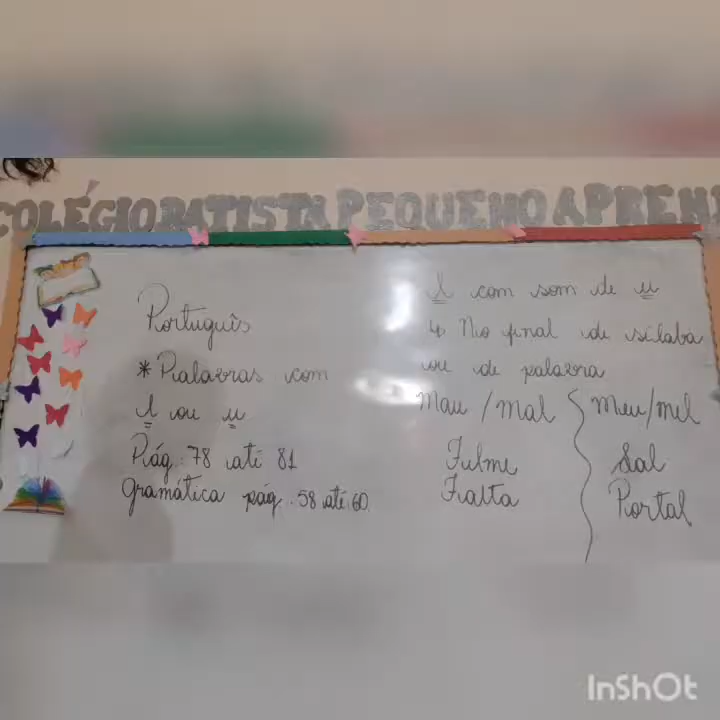 COLÉGIO BATISTA PEQUENO APREN
Português
* Palavras com
l ou u
Pág. 78 até 81
gramática pág. 58 até 60
l com som de u
↳ No final de sílaba
ou de palavra
Mau / Mal
Meu/mel
Filme
Falta
Sal
Portal
InShOt